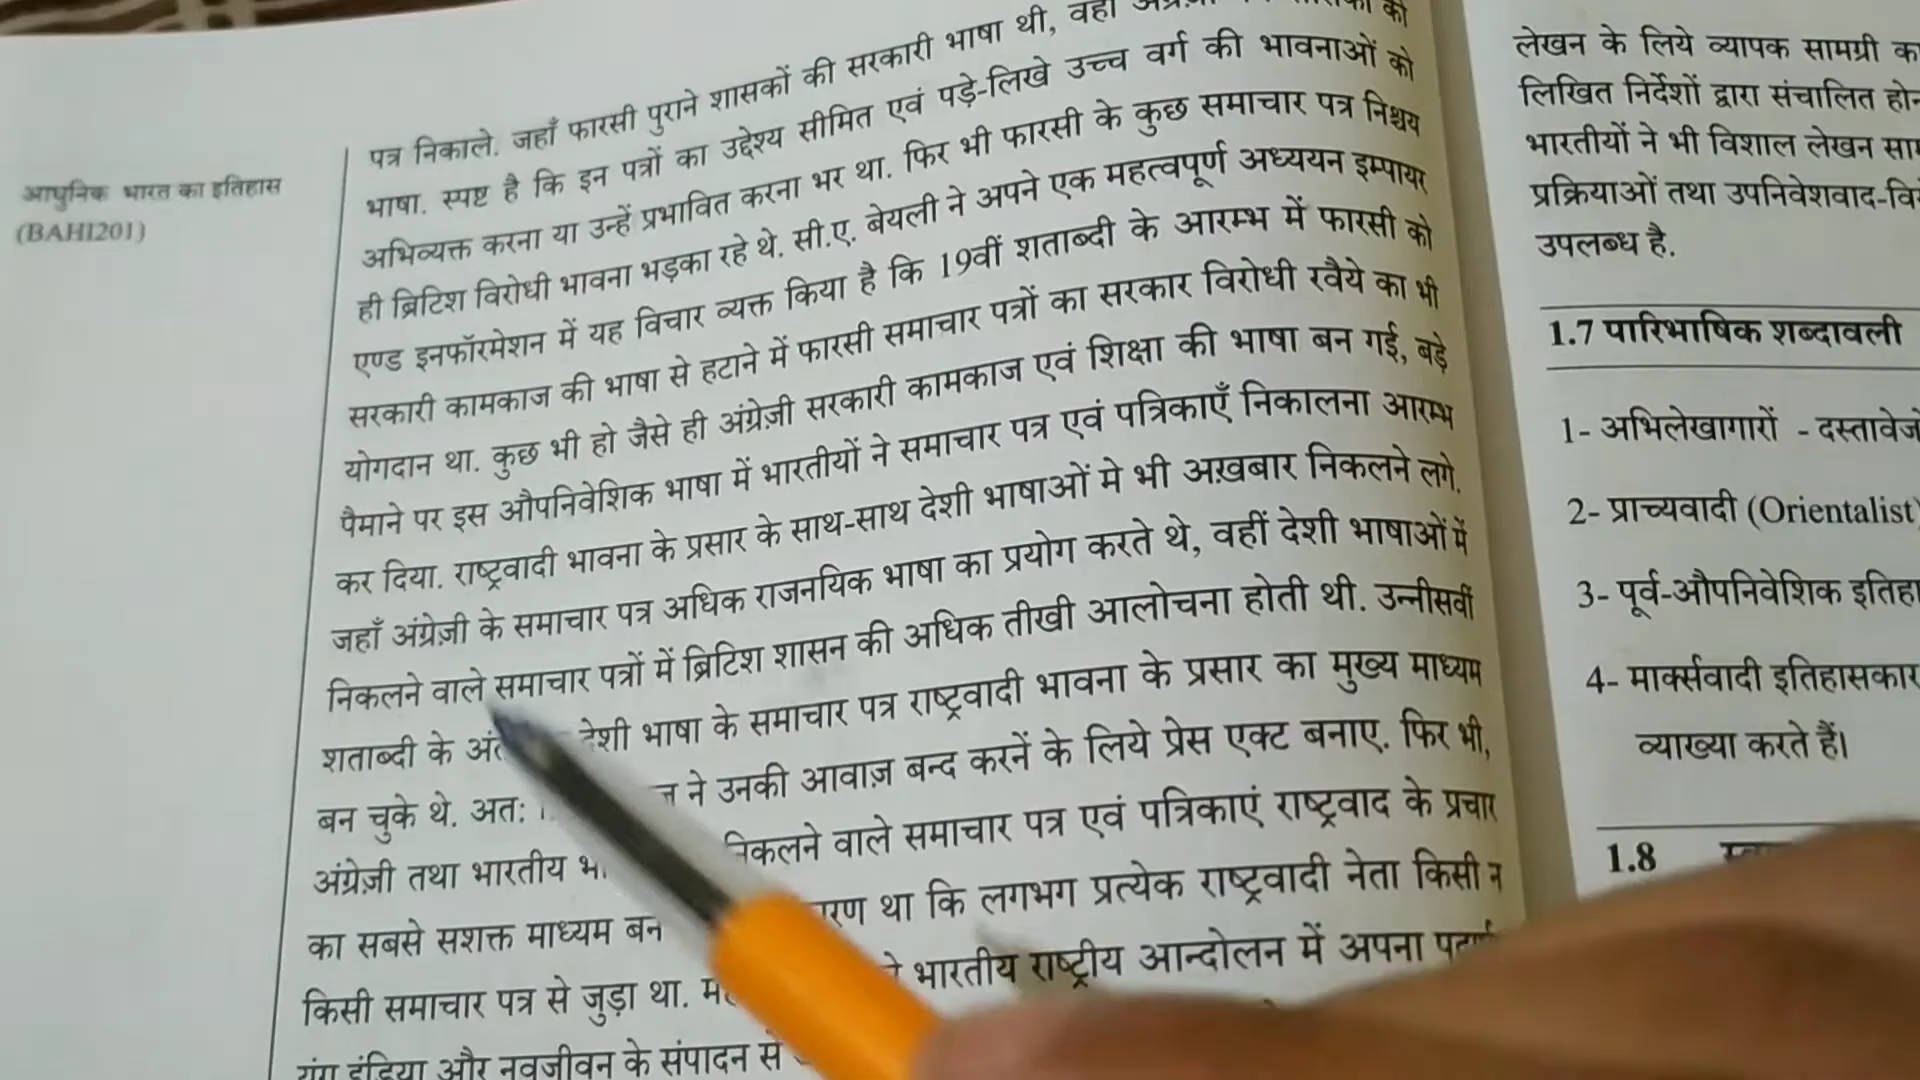 आधुनिक भारत का इतिहास
(BAHI201)
पत्र निकाले. जहाँ फारसी पुराने शासकों की सरकारी भाषा थी, वहीं
भाषा. स्पष्ट है कि इन पत्रों का उद्देश्य सीमित एवं पड़े-लिखे उच्च वर्ग की भावनाओं को
अभिव्यक्त करना या उन्हें प्रभावित करना भर था. फिर भी फारसी के कुछ समाचार पत्र निश्चय
ही ब्रिटिश विरोधी भावना भड़का रहे थे. सी.ए. बेयली ने अपने एक महत्वपूर्ण अध्ययन इम्पायर
एण्ड इनफॉरमेशन में यह विचार व्यक्त किया है कि 19वीं शताब्दी के आरम्भ में फारसी को
सरकारी कामकाज की भाषा से हटाने में फारसी समाचार पत्रों का सरकार विरोधी रवैये का भी
योगदान था. कुछ भी हो जैसे ही अंग्रेज़ी सरकारी कामकाज एवं शिक्षा की भाषा बन गई, बड़े
पैमाने पर इस औपनिवेशिक भाषा में भारतीयों ने समाचार पत्र एवं पत्रिकाएँ निकालना आरम्भ
कर दिया. राष्ट्रवादी भावना के प्रसार के साथ-साथ देशी भाषाओं मे भी अख़बार निकलने लगे.
जहाँ अंग्रेज़ी के समाचार पत्र अधिक राजनयिक भाषा का प्रयोग करते थे, वहीं देशी भाषाओं में
निकलने वाले समाचार पत्रों में ब्रिटिश शासन की अधिक तीखी आलोचना होती थी. उन्नीसवीं
शताब्दी के देशी भाषा के समाचार पत्र राष्ट्रवादी भावना के प्रसार का मुख्य माध्यम
बन चुके थे. अत: ने उनकी आवाज़ बन्द करनें के लिये प्रेस एक्ट बनाए. फिर भी,
अंग्रेज़ी तथा भारतीय निकलने वाले समाचार पत्र एवं पत्रिकाएं राष्ट्रवाद के प्रचार
का सबसे सशक्त माध्यम बन था कि लगभग प्रत्येक राष्ट्रवादी नेता किसी न
किसी समाचार पत्र से जुड़ा था. भारतीय राष्ट्रीय आन्दोलन में अपना
यंग इंडिया और नवजीवन के संपादन से
लेखन के लिये व्यापक सामग्री
लिखित निर्देशों द्वारा संचालित
भारतीयों ने भी विशाल लेखन
प्रक्रियाओं तथा
उपलब्ध है.
1.7 पारिभाषिक शब्दावली
1- अभिलेखागारों -
2- प्राच्यवादी (Orientalist)
3- पूर्व-औपनिवेशिक
4- मार्क्सवादी इतिहासकार
व्याख्या करते हैं।
1.8